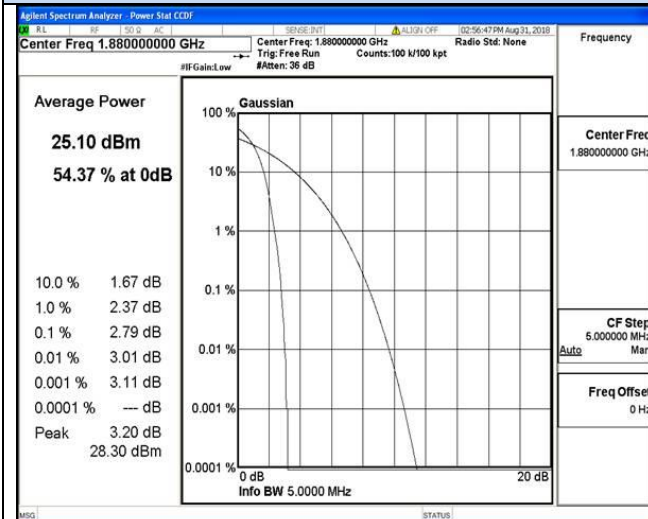 Agilent Spectrum Analyzer - Power Stat CCDF
RL RF 50 Ω AC SENSE:INT ALIGN OFF 02:56:47 PM Aug 31, 2018
Center Freq 1.880000000 GHz
Center Freq: 1.880000000 GHz Radio Std: None
Trig: Free Run Counts:100 k/100 kpt
#IFGain:Low #Atten: 36 dB
Frequency
Average Power
25.10 dBm
54.37 % at 0dB
10.0 % 1.67 dB
1.0 % 2.37 dB
0.1 % 2.79 dB
0.01 % 3.01 dB
0.001 % 3.11 dB
0.0001 % --- dB
Peak 3.20 dB
28.30 dBm
Gaussian
100 %
10 %
1 %
0.1 %
0.01 %
0.001 %
0.0001 %
0 dB 20 dB
Info BW 5.0000 MHz
Center Freq
1.880000000 GHz
CF Step
5.000000 MHz
Auto Man
Freq Offset
0 Hz
MSG STATUS